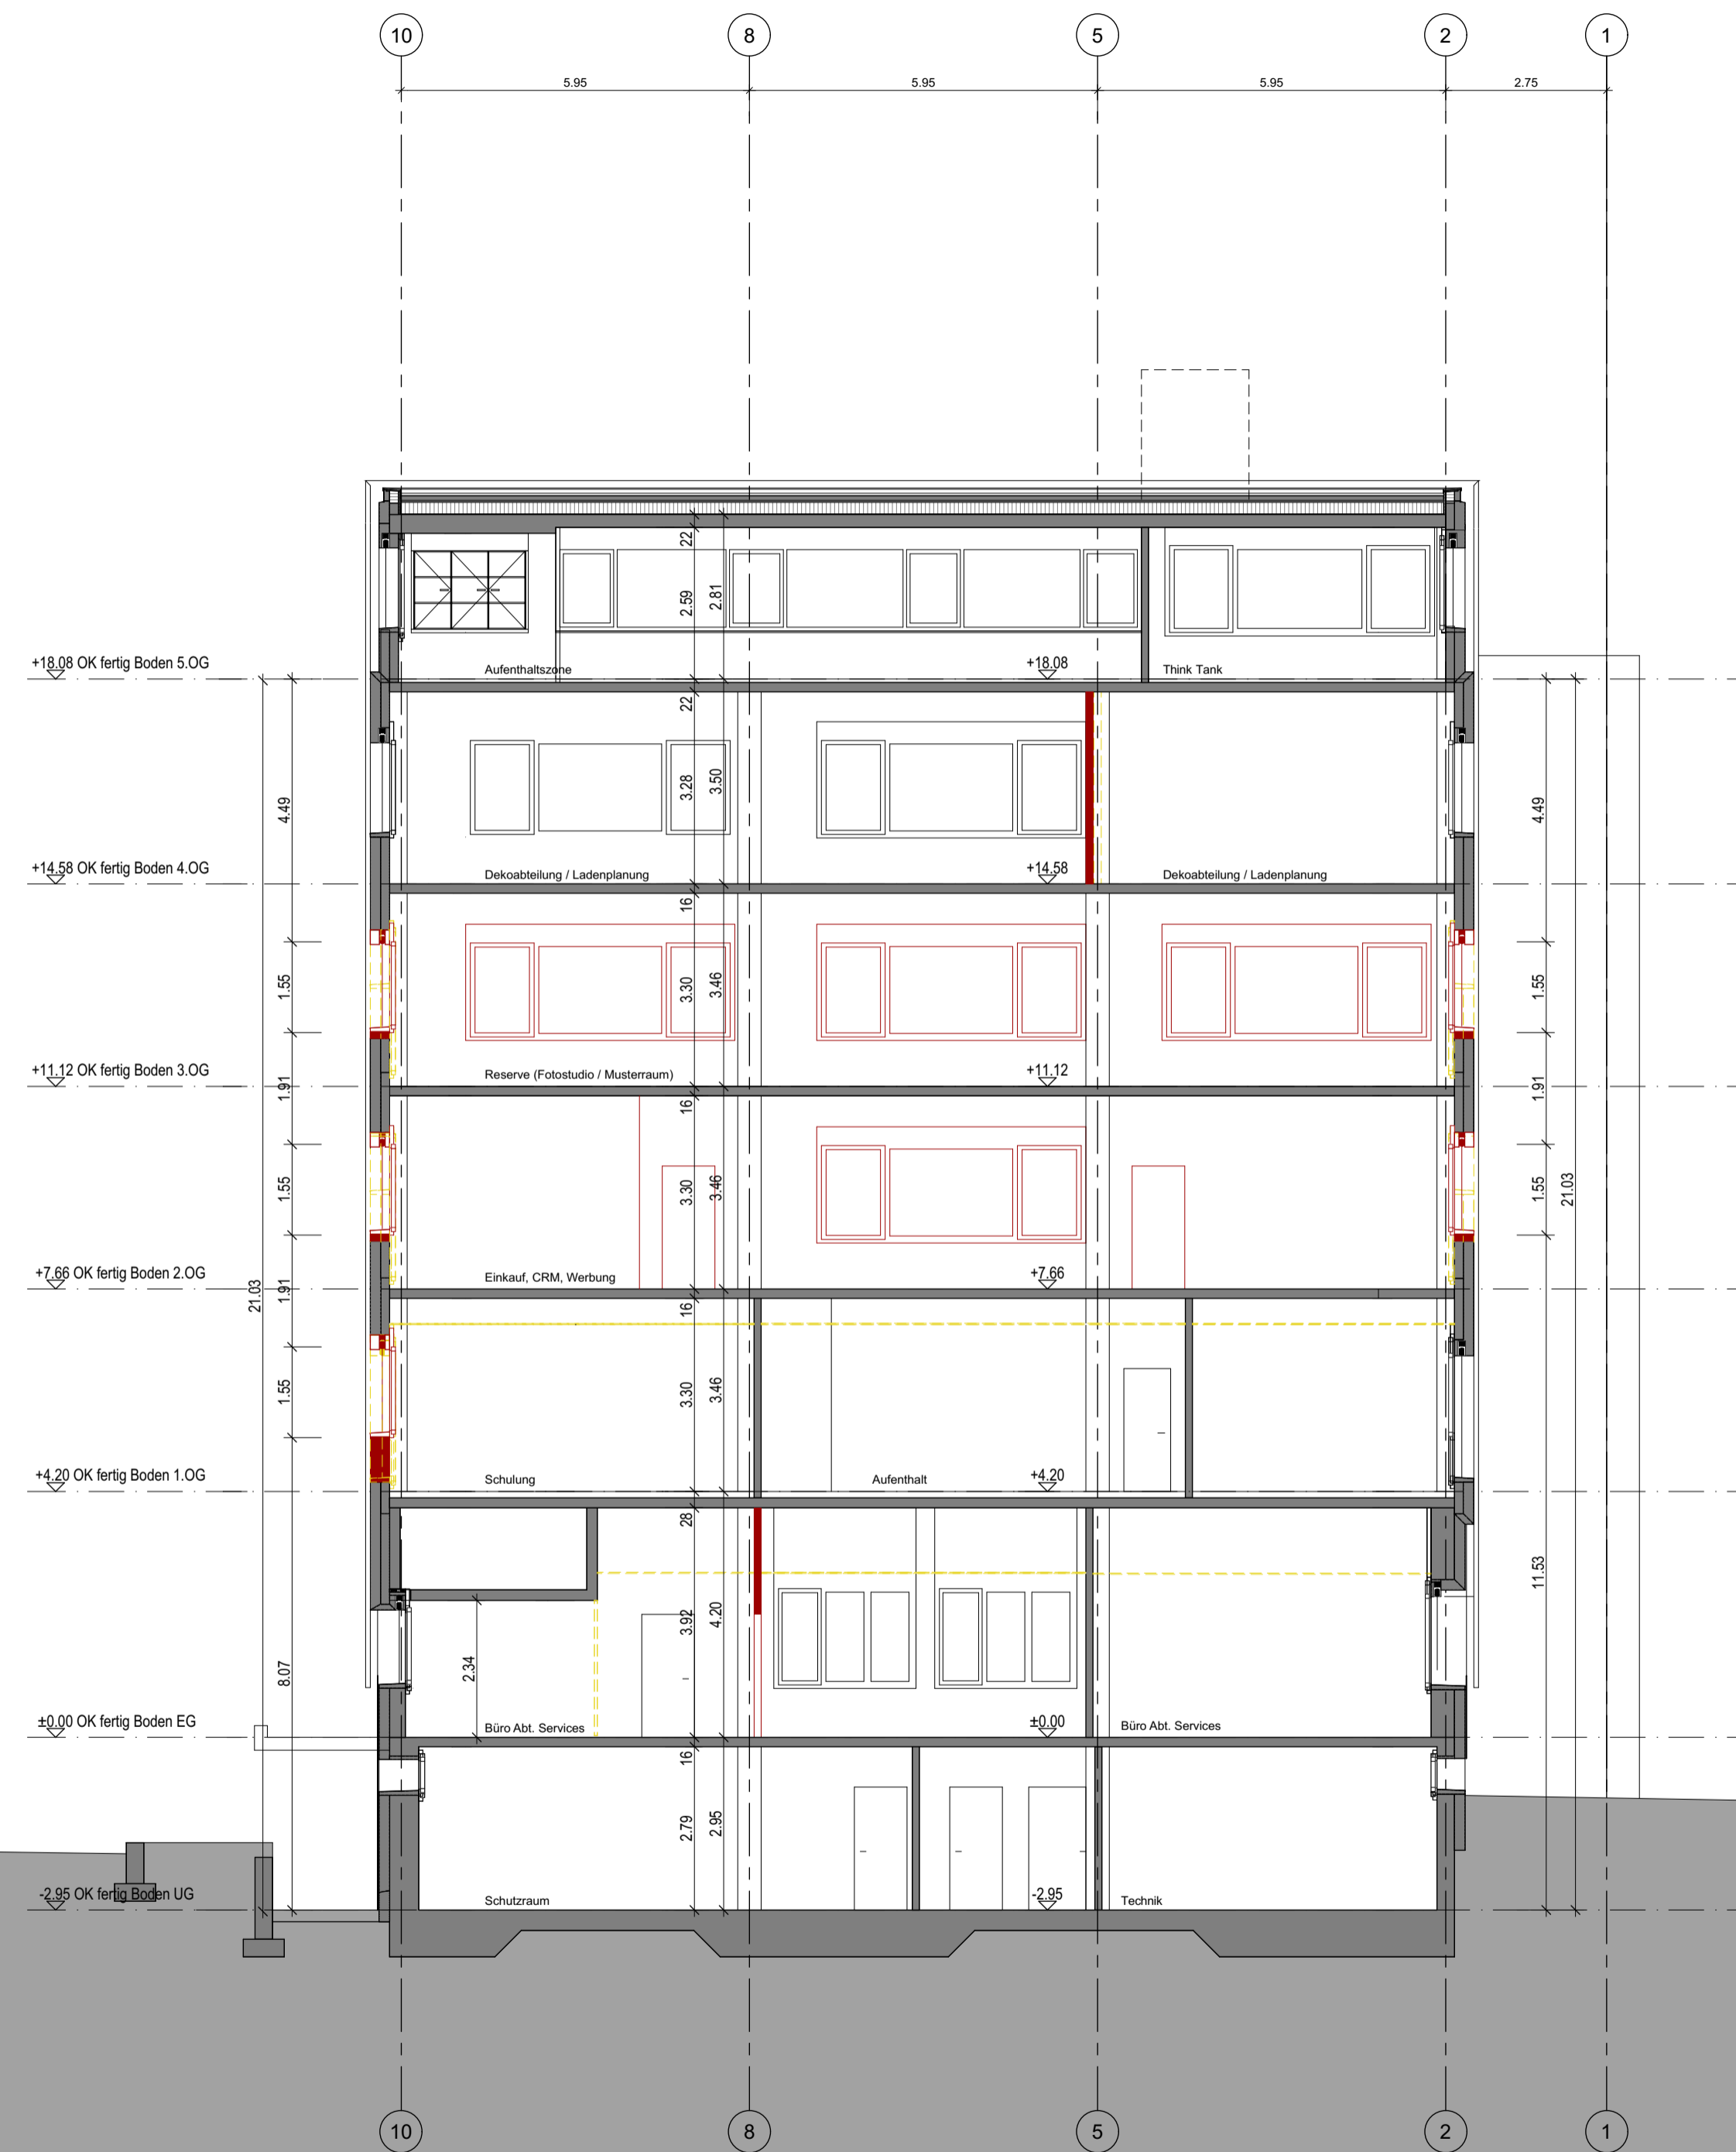 10 8 5 2 1
5.95 5.95 5.95 2.75
22
2.59 2.81
+18.08 OK fertig Boden 5.OG
Aufenthaltszone +18.08 Think Tank
22
4.49 3.28 3.50 4.49
+14.58 OK fertig Boden 4.OG
Dekoabteilung / Ladenplanung +14.58 Dekoabteilung / Ladenplanung
16
1.55 3.30 3.46 1.55
+11.12 OK fertig Boden 3.OG
Reserve (Fotostudio / Musterraum) +11.12
1.91 16 1.91
1.55 3.30 3.46 1.55 21.03
+7.66 OK fertig Boden 2.OG
Einkauf, CRM, Werbung +7.66
21.03 1.91 16
1.55 3.30 3.46
+4.20 OK fertig Boden 1.OG
Schulung Aufenthalt +4.20
28
11.53
8.07 2.34 3.92 4.20
±0.00 OK fertig Boden EG
Büro Abt. Services ±0.00 Büro Abt. Services
16
2.79 2.95
-2.95 OK fertig Boden UG
Schutzraum -2.95 Technik
10 8 5 2 1